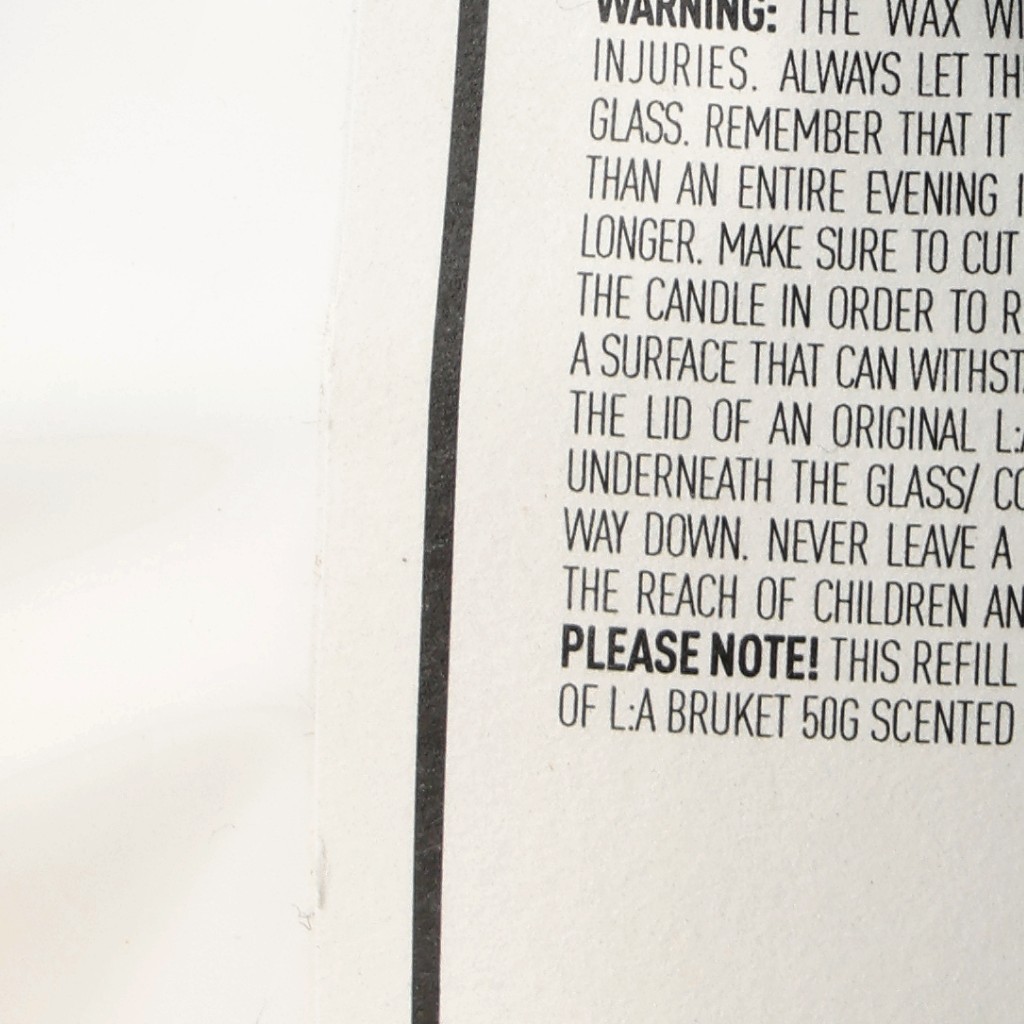 WARNING: THE WAX
INJURIES. ALWAYS LET
GLASS. REMEMBER THAT IT
THAN AN ENTIRE EVENING
LONGER. MAKE SURE TO CUT
THE CANDLE IN ORDER TO
A SURFACE THAT CAN
THE LID OF AN ORIGINAL
UNDERNEATH THE GLASS/
WAY DOWN. NEVER LEAVE A
THE REACH OF CHILDREN
PLEASE NOTE! THIS REFILL
OF L:A BRUKET 50G SCENTED